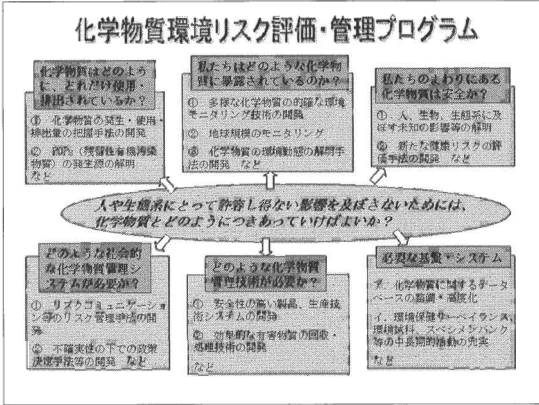 化学物質環境リスク評価・管理プログラム
化学物質はどのよう
に、どれだけ使用・
排出されているか？
① 化学物質の発生・使用・
排出量の把握手法の開発
② POPs（残留性有機汚染
物質）の発生源の解明
など
私たちはどのような化学物
質に暴露されているのか？
① 多様な化学物質の的確な環境
モニタリング技術の開発
② 地球規模のモニタリング
③ 化学物質の環境動態の解明手
法の開発 など
私たちのまわりにある
化学物質は安全か？
① 人、生物、生態系に及
ぼす未知の影響等の解明
② 新たな健康リスクの評
価手法の開発 など
人や生態系にとって許容し得ない影響を及ぼさないためには、
化学物質とどのようにつきあっていけばよいか？
どのような社会的
な化学物質管理シ
ステムが必要か？
① リスクコミュニケーショ
ン等のリスク管理手法の開
発
② 不確実性の下での政策
決定手法等の開発 など
どのような化学物質
管理技術が必要か？
① 安全性の高い製品、生産技
術システムの開発
② 効果的な有害物質の回収・
処理技術の開発
など
必要な基盤・システム
ア．化学物質に関するデータ
ベースの整備・高度化
イ．環境保健サーベイランス、
環境試料、スペシメンバンク
等の中長期的活動の充実
など